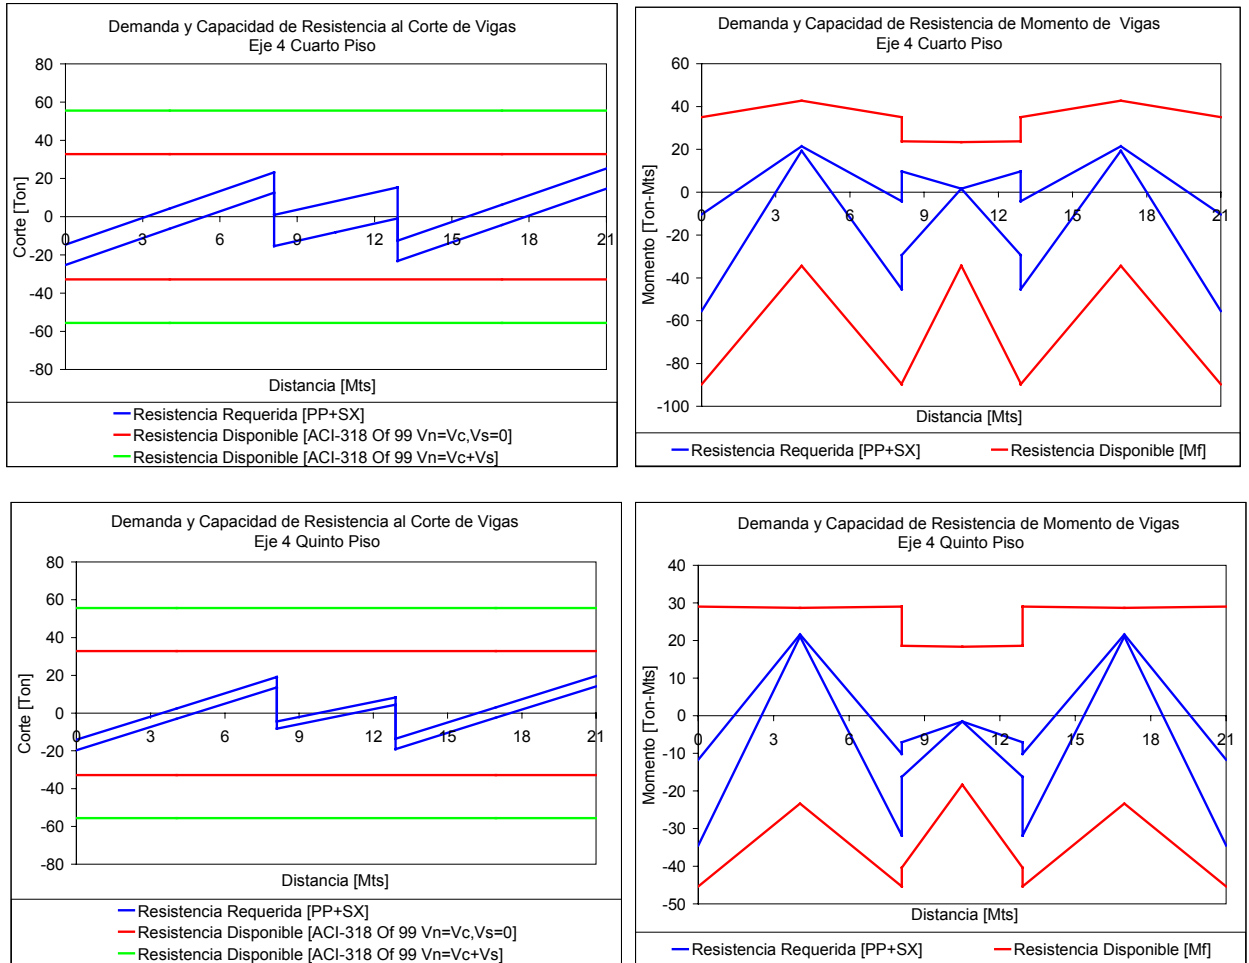 Demanda y Capacidad de Resistencia al Corte de Vigas
Eje 4 Cuarto Piso
80
60
40
20
0
-20
-40
-60
-80
Corte [Ton]
0 3 6 9 12 15 18 21
Distancia [Mts]
Resistencia Requerida [PP+SX]
Resistencia Disponible [ACI-318 Of 99 Vn=Vc,Vs=0]
Resistencia Disponible [ACI-318 Of 99 Vn=Vc+Vs]
Demanda y Capacidad de Resistencia de Momento de Vigas
Eje 4 Cuarto Piso
60
40
20
0
-20
-40
-60
-80
-100
Momento [Ton-Mts]
0 3 6 9 12 15 18 21
Distancia [Mts]
Resistencia Requerida [PP+SX] Resistencia Disponible [Mf]
Demanda y Capacidad de Resistencia al Corte de Vigas
Eje 4 Quinto Piso
80
60
40
20
0
-20
-40
-60
-80
Corte [Ton]
0 3 6 9 12 15 18 21
Distancia [Mts]
Resistencia Requerida [PP+SX]
Resistencia Disponible [ACI-318 Of 99 Vn=Vc,Vs=0]
Resistencia Disponible [ACI-318 Of 99 Vn=Vc+Vs]
Demanda y Capacidad de Resistencia de Momento de Vigas
Eje 4 Quinto Piso
40
30
20
10
0
-10
-20
-30
-40
-50
Momento [Ton-Mts]
0 3 6 9 12 15 18 21
Distancia [Mts]
Resistencia Requerida [PP+SX] Resistencia Disponible [Mf]